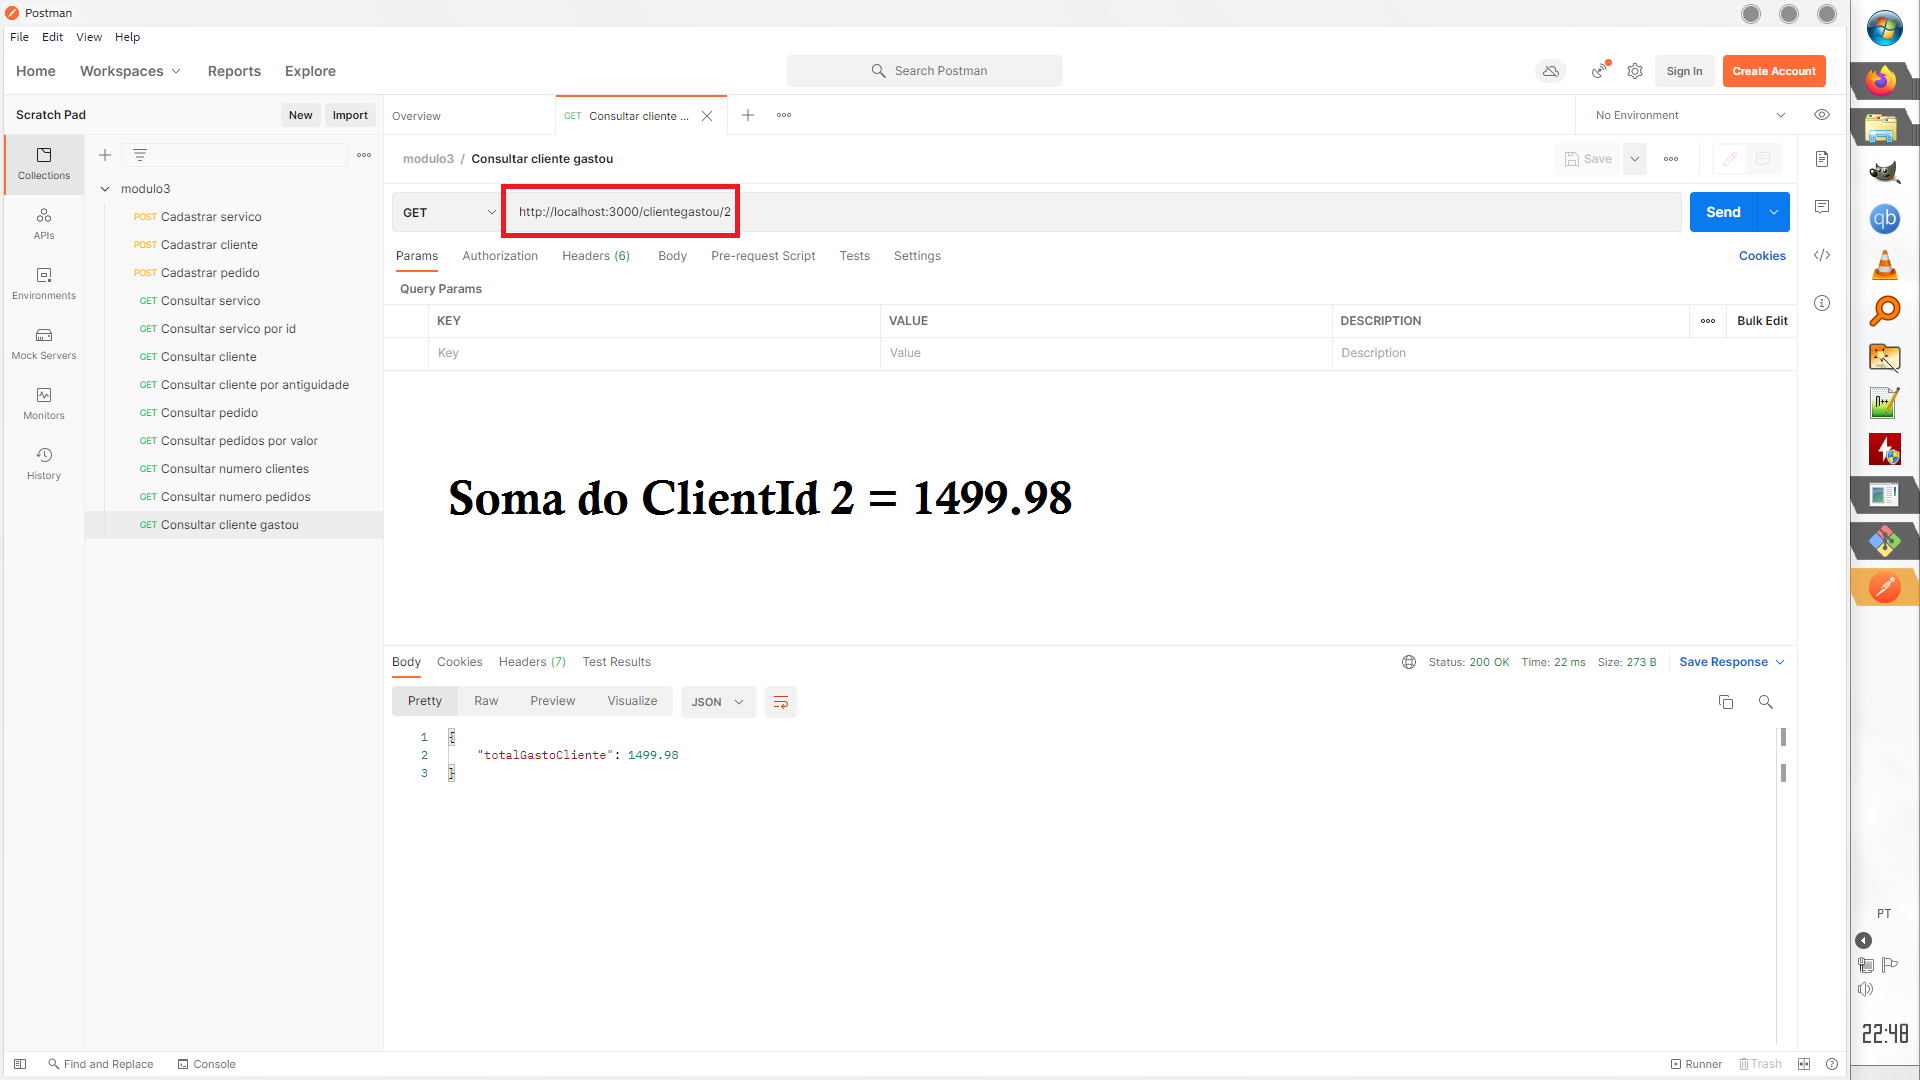 Postman
File Edit View Help
Home Workspaces Reports Explore
Search Postman
Sign In
Create Account
Scratch Pad
New
Import
Overview
GET Consultar cliente ...
No Environment
Collections
APIs
Environments
Mock Servers
Monitors
History
modulo3
POST Cadastrar servico
POST Cadastrar cliente
POST Cadastrar pedido
GET Consultar servico
GET Consultar servico por id
GET Consultar cliente
GET Consultar cliente por antiguidade
GET Consultar pedido
GET Consultar pedidos por valor
GET Consultar numero clientes
GET Consultar numero pedidos
GET Consultar cliente gastou
modulo3 / Consultar cliente gastou
Save
GET
http://localhost:3000/clientegastou/2
Send
Params Authorization Headers (6) Body Pre-request Script Tests Settings
Cookies
Query Params
KEY VALUE DESCRIPTION
Bulk Edit
Key Value Description
Soma do ClientId 2 = 1499.98
Body Cookies Headers (7) Test Results
Status: 200 OK Time: 22 ms Size: 273 B
Save Response
Pretty Raw Preview Visualize
JSON
1 {
2 "totalGastoCliente": 1499.98
3 }
Find and Replace
Console
Runner
Trash
qb
PT
22:48